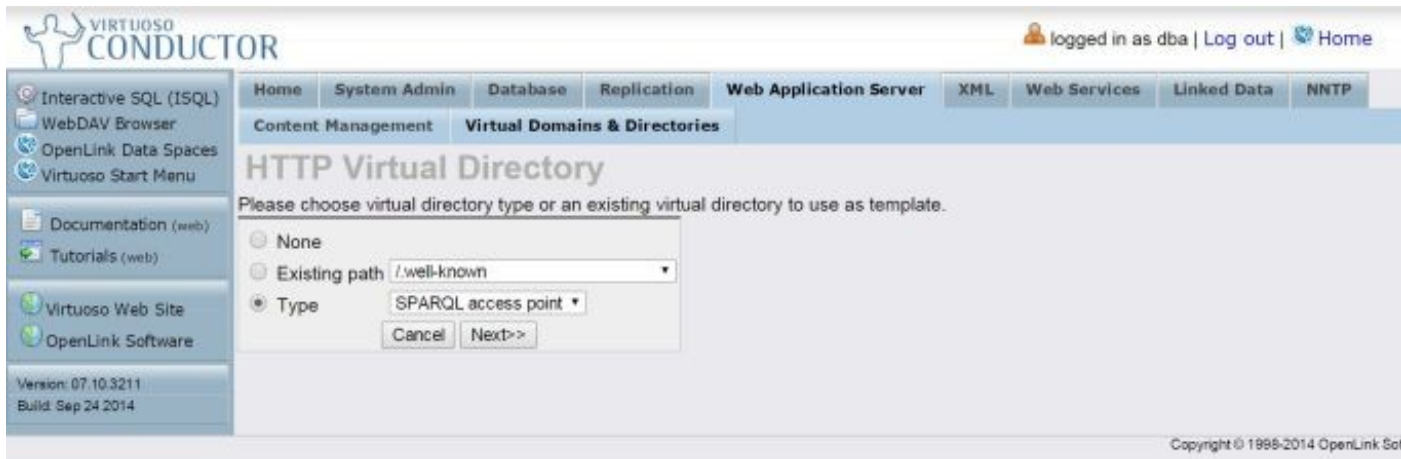 VIRTUOSO
CONDUCTOR
logged in as dba | Log out | Home
Interactive SQL (ISQL)
WebDAV Browser
OpenLink Data Spaces
Virtuoso Start Menu
Documentation (web)
Tutorials (web)
Virtuoso Web Site
OpenLink Software
Version: 07.10.3211
Build: Sep 24 2014
Home System Admin Database Replication Web Application Server XML Web Services Linked Data NNTP
Content Management Virtual Domains & Directories
HTTP Virtual Directory
Please choose virtual directory type or an existing virtual directory to use as template.
None
Existing path /.well-known
Type SPARQL access point
Cancel Next>>
Copyright © 1998-2014 OpenLink Sof